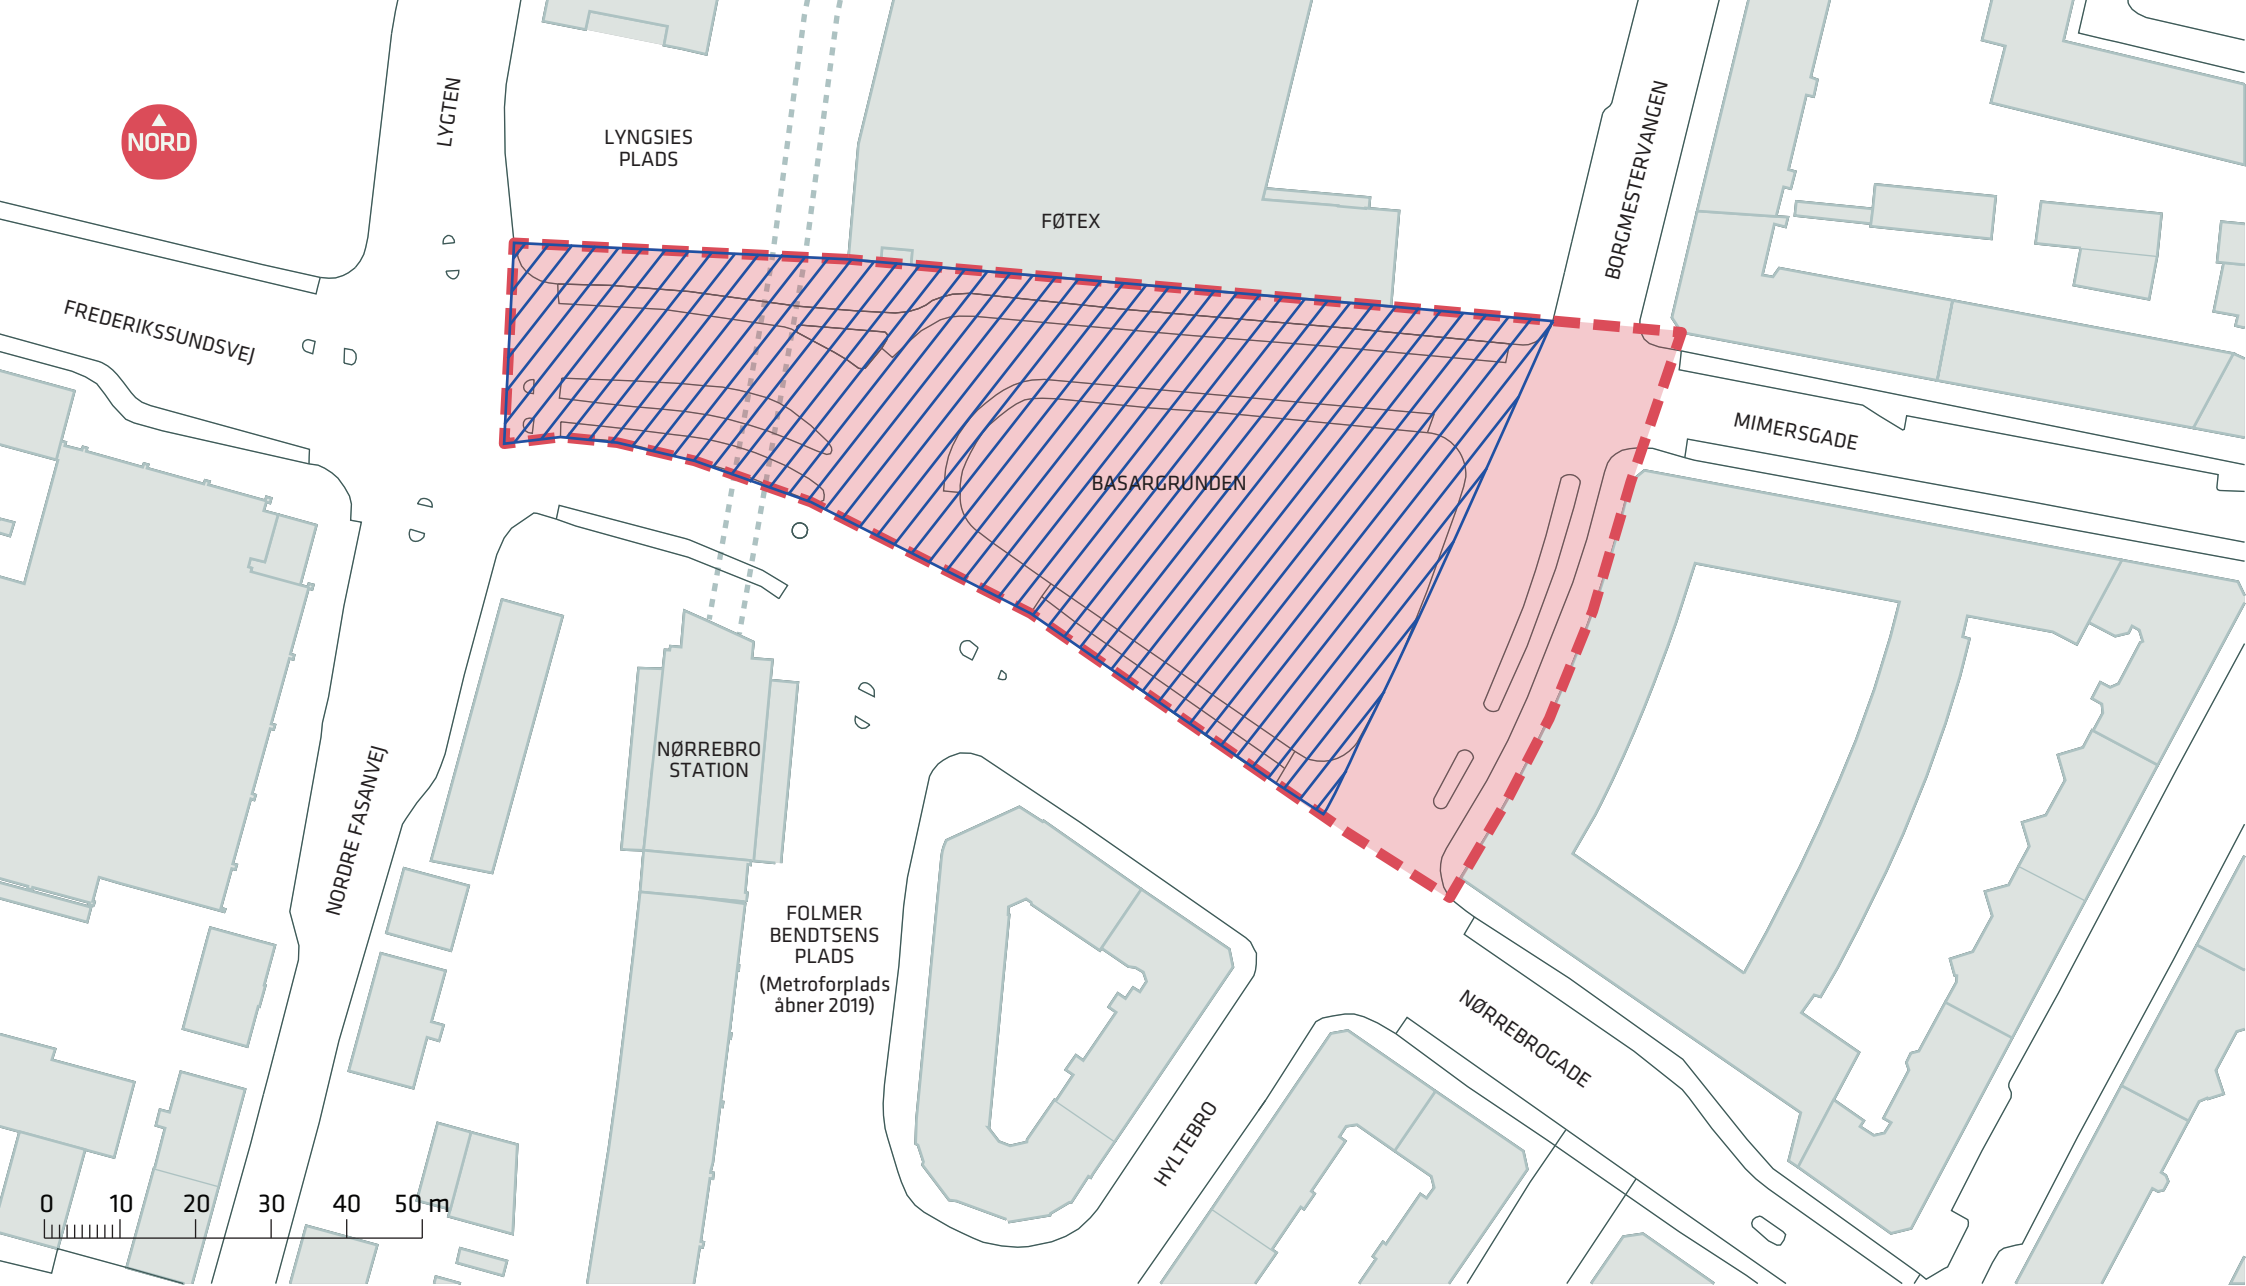 LYGTEN
LYNGSIES
PLADS
NORD
FØTEX
BORGMESTERVANGEN
FREDERIKSSUNDSVEJ
MIMERSGADE
BASARGRUNDEN
NØRREBRO
STATION
NORDRE FASANVEJ
FOLMER
BENDTSENS
PLADS
(Metroforplads
åbner 2019)
NØRREBROGADE
HYLTEBRO
0 10 20 30 40 50 m